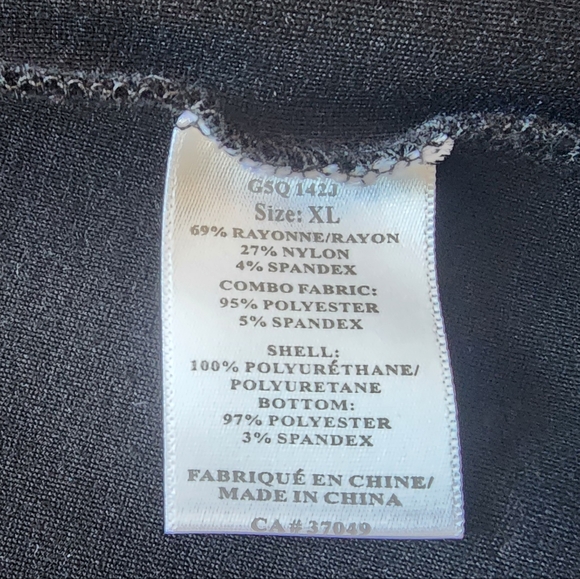 GSQ 142J
Size: XL
69% RAYONNE/RAYON
27% NYLON
4% SPANDEX
COMBO FABRIC:
95% POLYESTER
5% SPANDEX
SHELL:
100% POLYURÉTHANE/
POLYURETANE
BOTTOM:
97% POLYESTER
3% SPANDEX
FABRIQUÉ EN CHINE/
MADE IN CHINA
CA # 37049